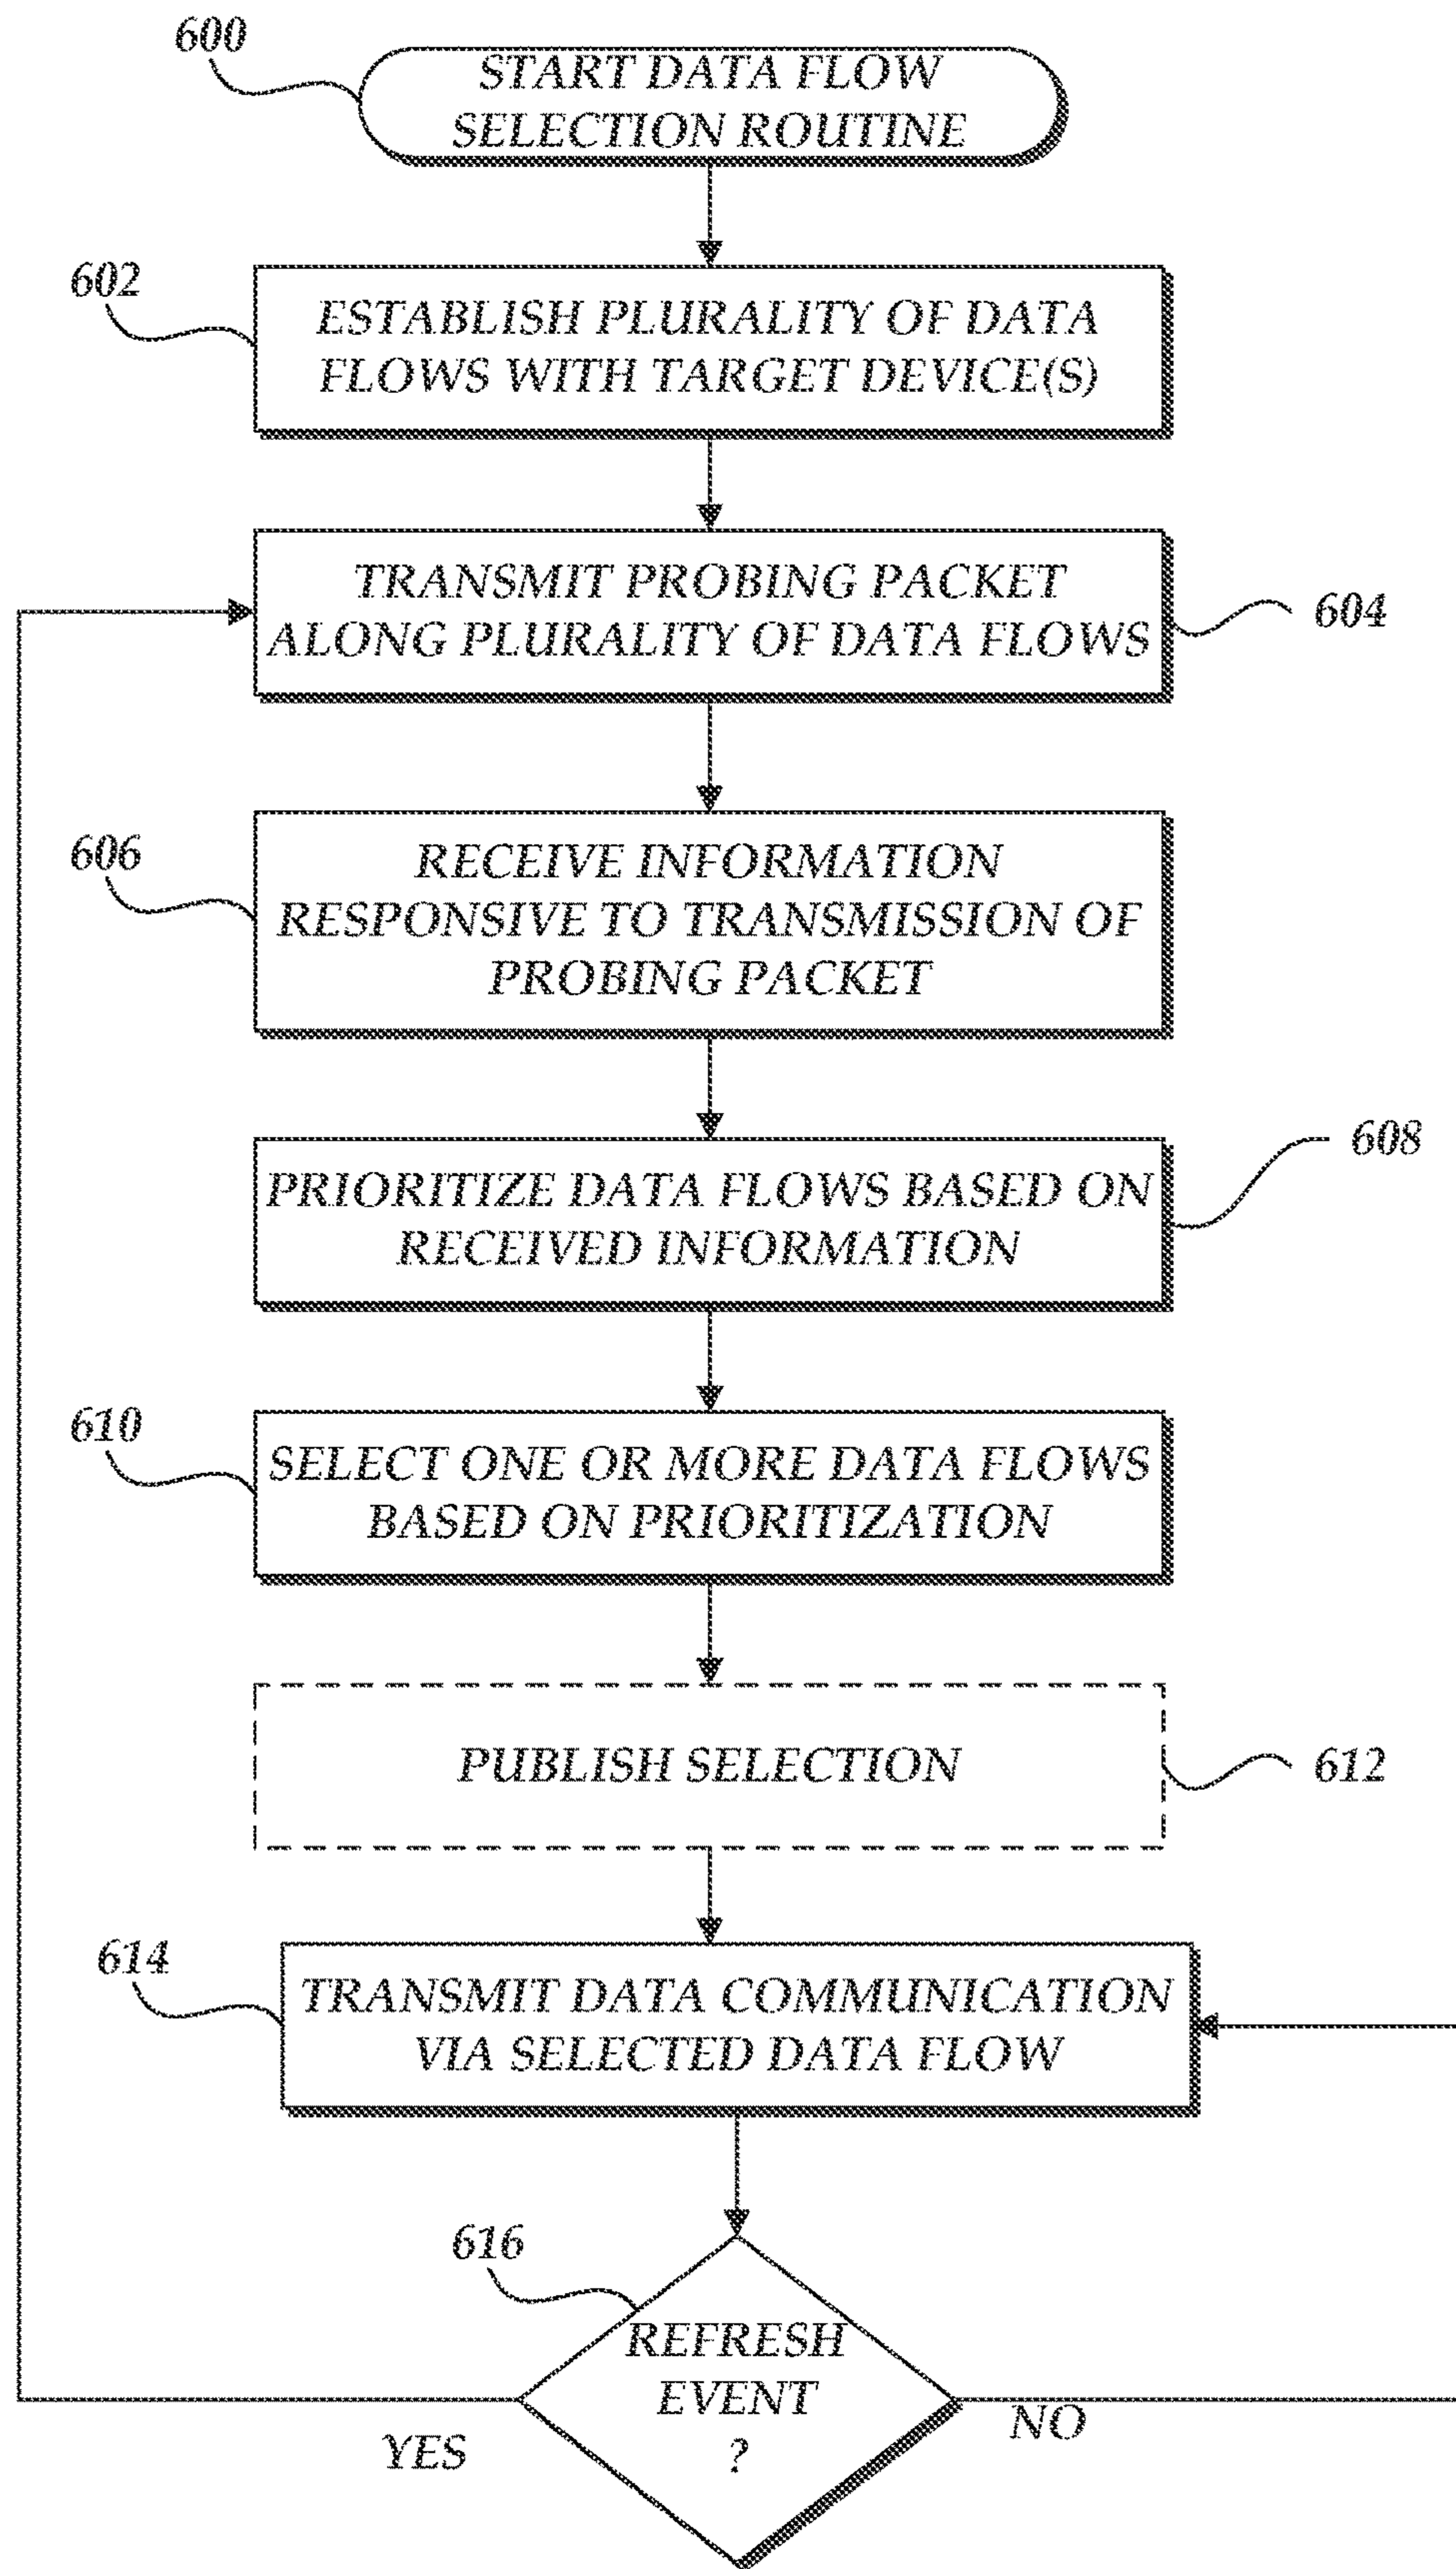 600
START DATA FLOW
SELECTION ROUTINE
602
ESTABLISH PLURALITY OF DATA
FLOWS WITH TARGET DEVICE(S)
TRANSMIT PROBING PACKET
ALONG PLURALITY OF DATA FLOWS
604
606
RECEIVE INFORMATION
RESPONSIVE TO TRANSMISSION OF
PROBING PACKET
608
PRIORITIZE DATA FLOWS BASED ON
RECEIVED INFORMATION
610
SELECT ONE OR MORE DATA FLOWS
BASED ON PRIORITIZATION
PUBLISH SELECTION
612
614
TRANSMIT DATA COMMUNICATION
VIA SELECTED DATA FLOW
616
REFRESH
EVENT
?
YES
NO